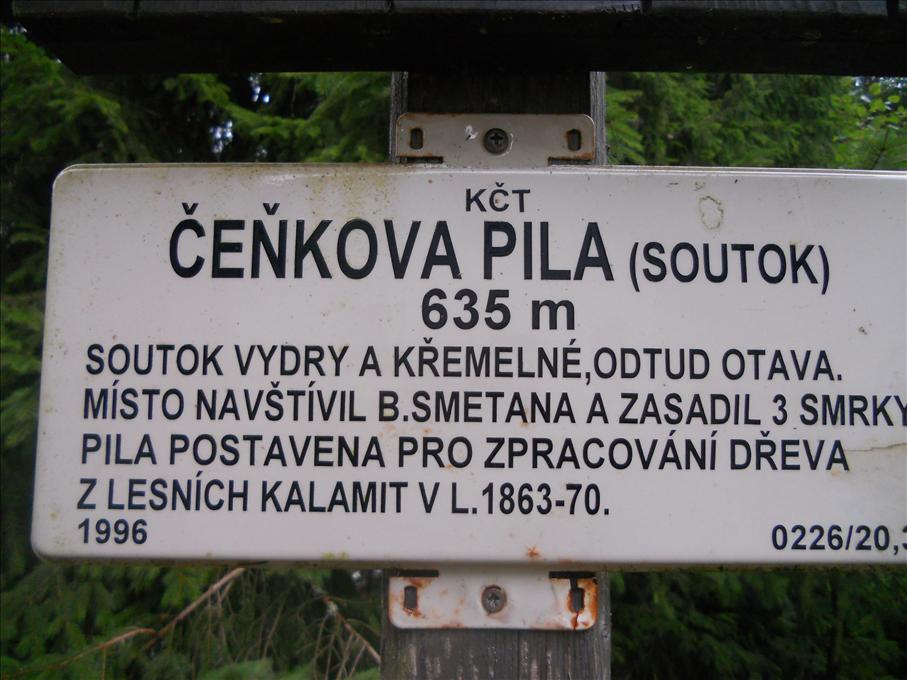 KČT
ČEŇKOVA PILA (SOUTOK)
635 m
SOUTOK VYDRY A KŘEMELNÉ,ODTUD OTAVA.
MÍSTO NAVŠTÍVIL B.SMETANA A ZASADIL 3 SMRKY
PILA POSTAVENA PRO ZPRACOVÁNÍ DŘEVA
Z LESNÍCH KALAMIT V L.1863-70.
1996 0226/20,3